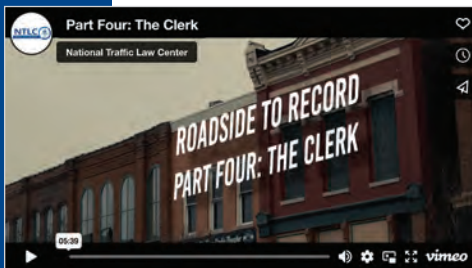 NTLC
Part Four: The Clerk
National Traffic Law Center
ROADSIDE TO RECORD
PART FOUR: THE CLERK
05:39
vimeo